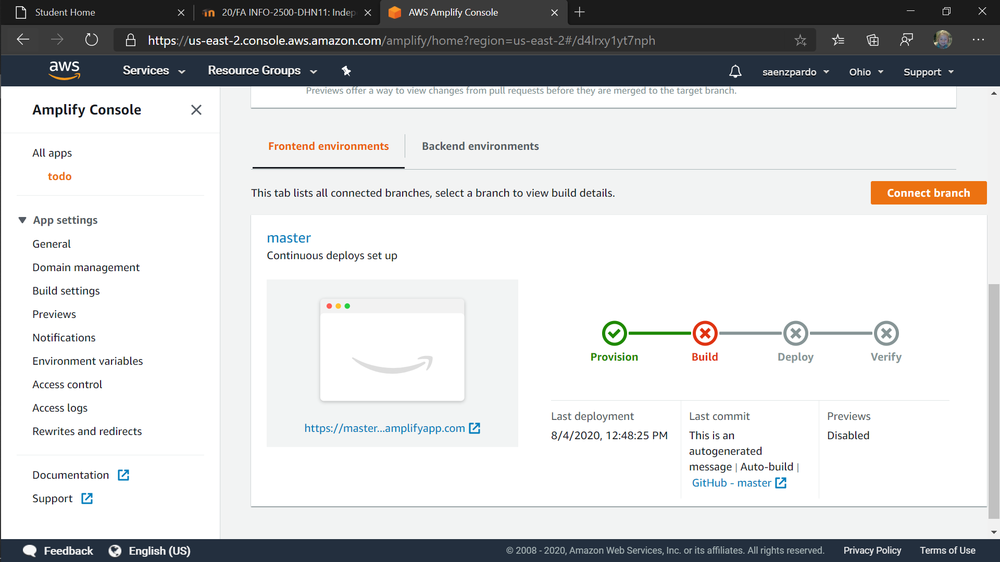 Student Home
20/FA INFO-2500-DHN11: Indep
AWS Amplify Console
https://us-east-2.console.aws.amazon.com/amplify/home?region=us-east-2#/d4lrxy1yt7nph
aws
Services
Resource Groups
saenzpardo
Ohio
Support
Amplify Console
All apps
todo
App settings
General
Domain management
Build settings
Previews
Notifications
Environment variables
Access control
Access logs
Rewrites and redirects
Documentation
Support
Previews offer a way to view changes from pull requests before they are merged to the target branch.
Frontend environments
Backend environments
This tab lists all connected branches, select a branch to view build details.
Connect branch
master
Continuous deploys set up
https://master...amplifyapp.com
Provision
Build
Deploy
Verify
Last deployment
8/4/2020, 12:48:25 PM
Last commit
This is an
autogenerated
message | Auto-build |
GitHub - master
Previews
Disabled
Feedback
English (US)
© 2008 - 2020, Amazon Web Services, Inc. or its affiliates. All rights reserved.
Privacy Policy
Terms of Use